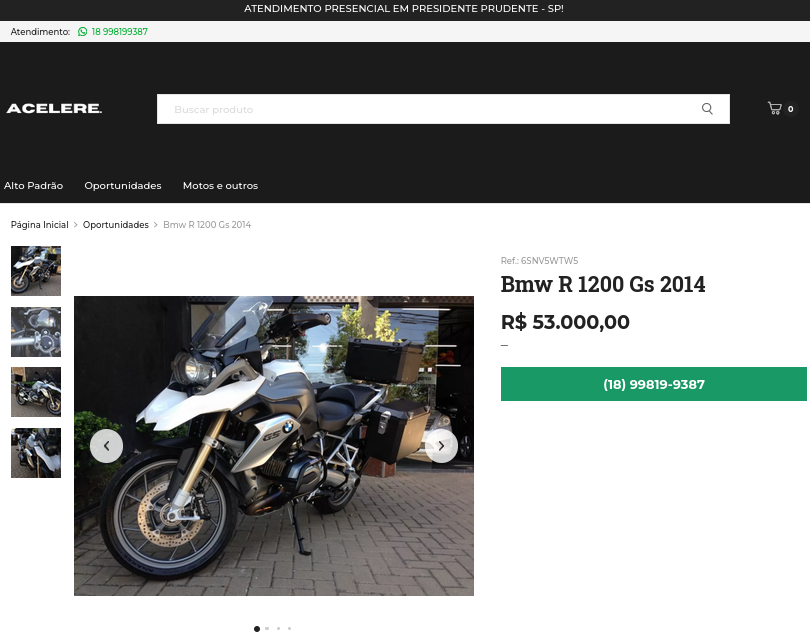 ATENDIMENTO PRESENCIAL EM PRESIDENTE PRUDENTE - SP!
Atendimento: 18 998199387
ACELERE.
Buscar produto
0
Alto Padrão Oportunidades Motos e outros
Página Inicial > Oportunidades > Bmw R 1200 Gs 2014
Ref.: 6SNV5WTW5
Bmw R 1200 Gs 2014
R$ 53.000,00
—
(18) 99819-9387
GS